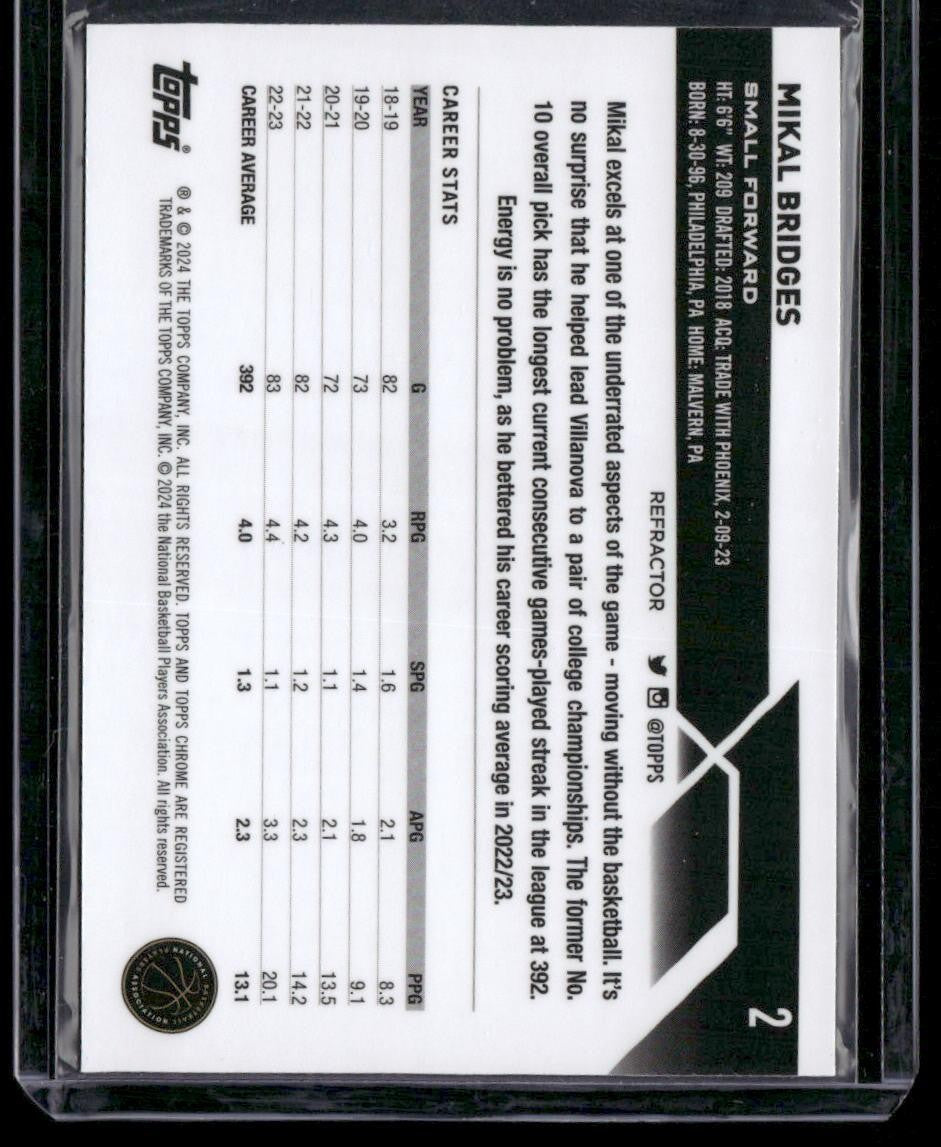 MIKAL BRIDGES
2
SMALL FORWARD
HT: 6'6" WT: 209 DRAFTED: 2018 ACQ: TRADE WITH PHOENIX, 2-09-23
BORN: 8-30-96, PHILADELPHIA, PA HOME: MALVERN, PA
REFRACTOR @TOPPS
Mikal excels at one of the underrated aspects of the game - moving without the basketball. It's
no surprise that he helped lead Villanova to a pair of college championships. The former No.
10 overall pick has the longest current consecutive games-played streak in the league at 392.
Energy is no problem, as he bettered his career scoring average in 2022/23.
CAREER STATS
YEAR G RPG SPG APG PPG
18-19 82 3.2 1.6 2.1 8.3
19-20 73 4.0 1.4 1.8 9.1
20-21 72 4.3 1.1 2.1 13.5
21-22 82 4.2 1.2 2.3 14.2
22-23 83 4.4 1.1 3.3 20.1
CAREER AVERAGE 392 4.0 1.3 2.3 13.1
topps®
® & © 2024 THE TOPPS COMPANY, INC. ALL RIGHTS RESERVED. TOPPS AND TOPPS CHROME ARE REGISTERED
TRADEMARKS OF THE TOPPS COMPANY, INC. © 2024 the National Basketball Players Association. All rights reserved.
NATIONAL BASKETBALL PLAYERS ASSOCIATION